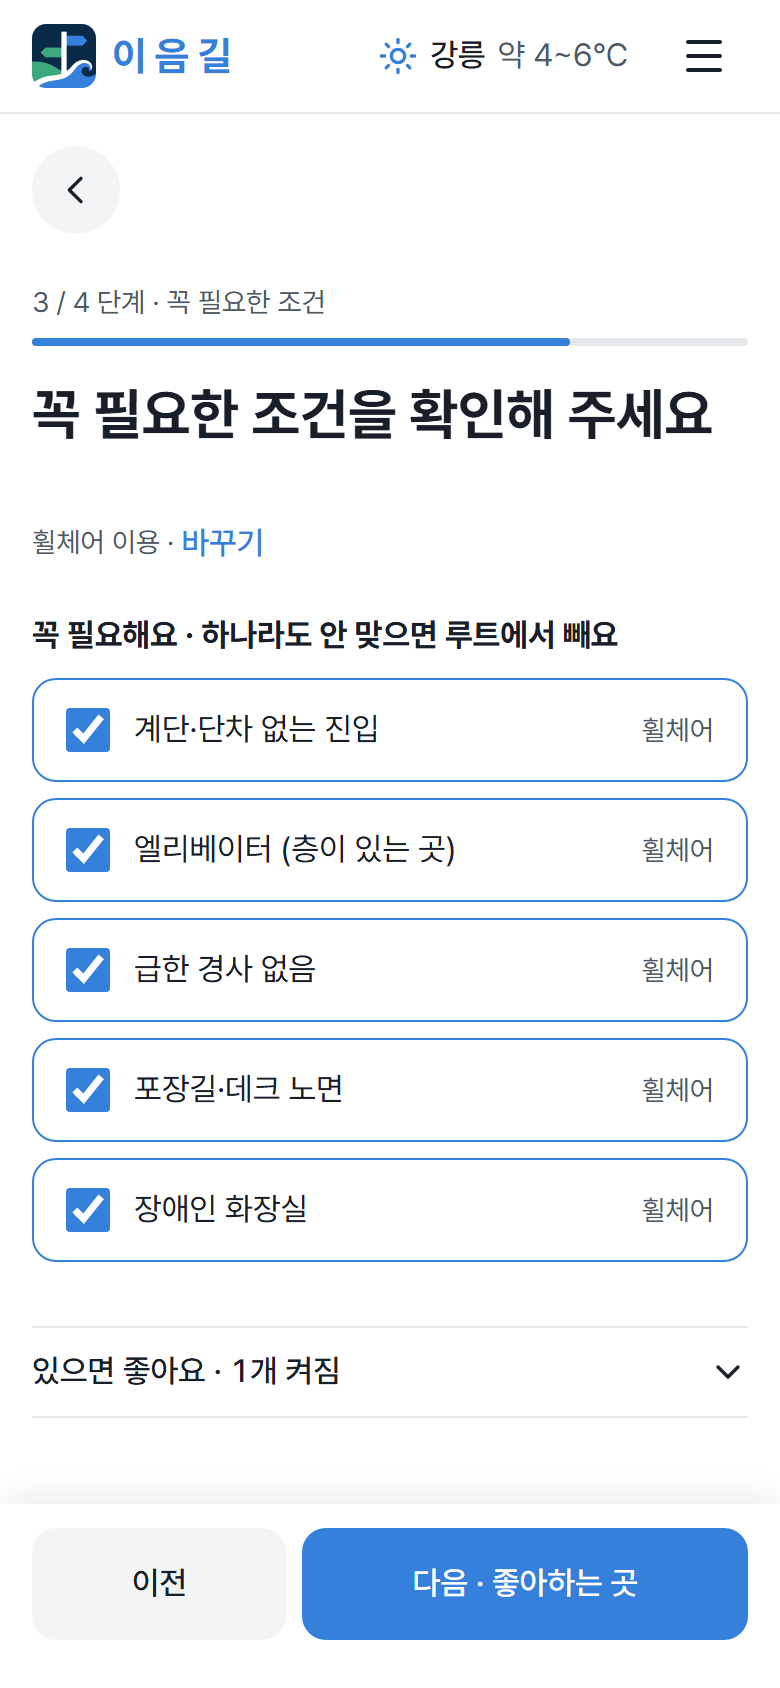 이음길
강릉 약 4~6°C
3 / 4 단계 · 꼭 필요한 조건
꼭 필요한 조건을 확인해 주세요
휠체어 이용 · 바꾸기
꼭 필요해요 · 하나라도 안 맞으면 루트에서 빼요
계단·단차 없는 진입 휠체어
엘리베이터 (층이 있는 곳) 휠체어
급한 경사 없음 휠체어
포장길·데크 노면 휠체어
장애인 화장실 휠체어
있으면 좋아요 · 1개 켜짐
이전
다음 · 좋아하는 곳